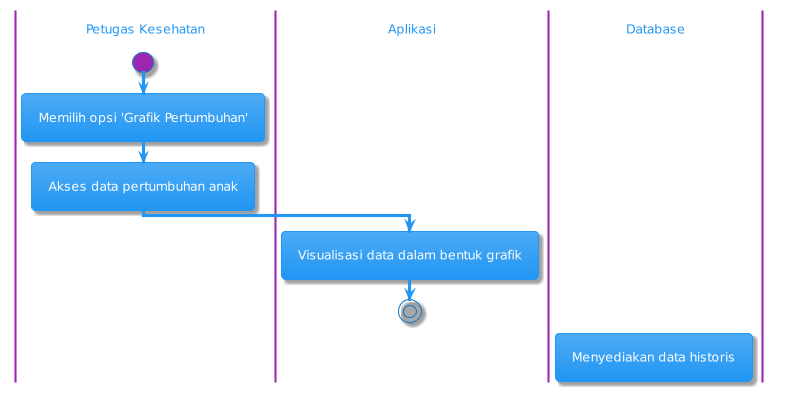 Petugas Kesehatan
Aplikasi
Database
Memilih opsi 'Grafik Pertumbuhan'
Akses data pertumbuhan anak
Visualisasi data dalam bentuk grafik
Menyediakan data historis